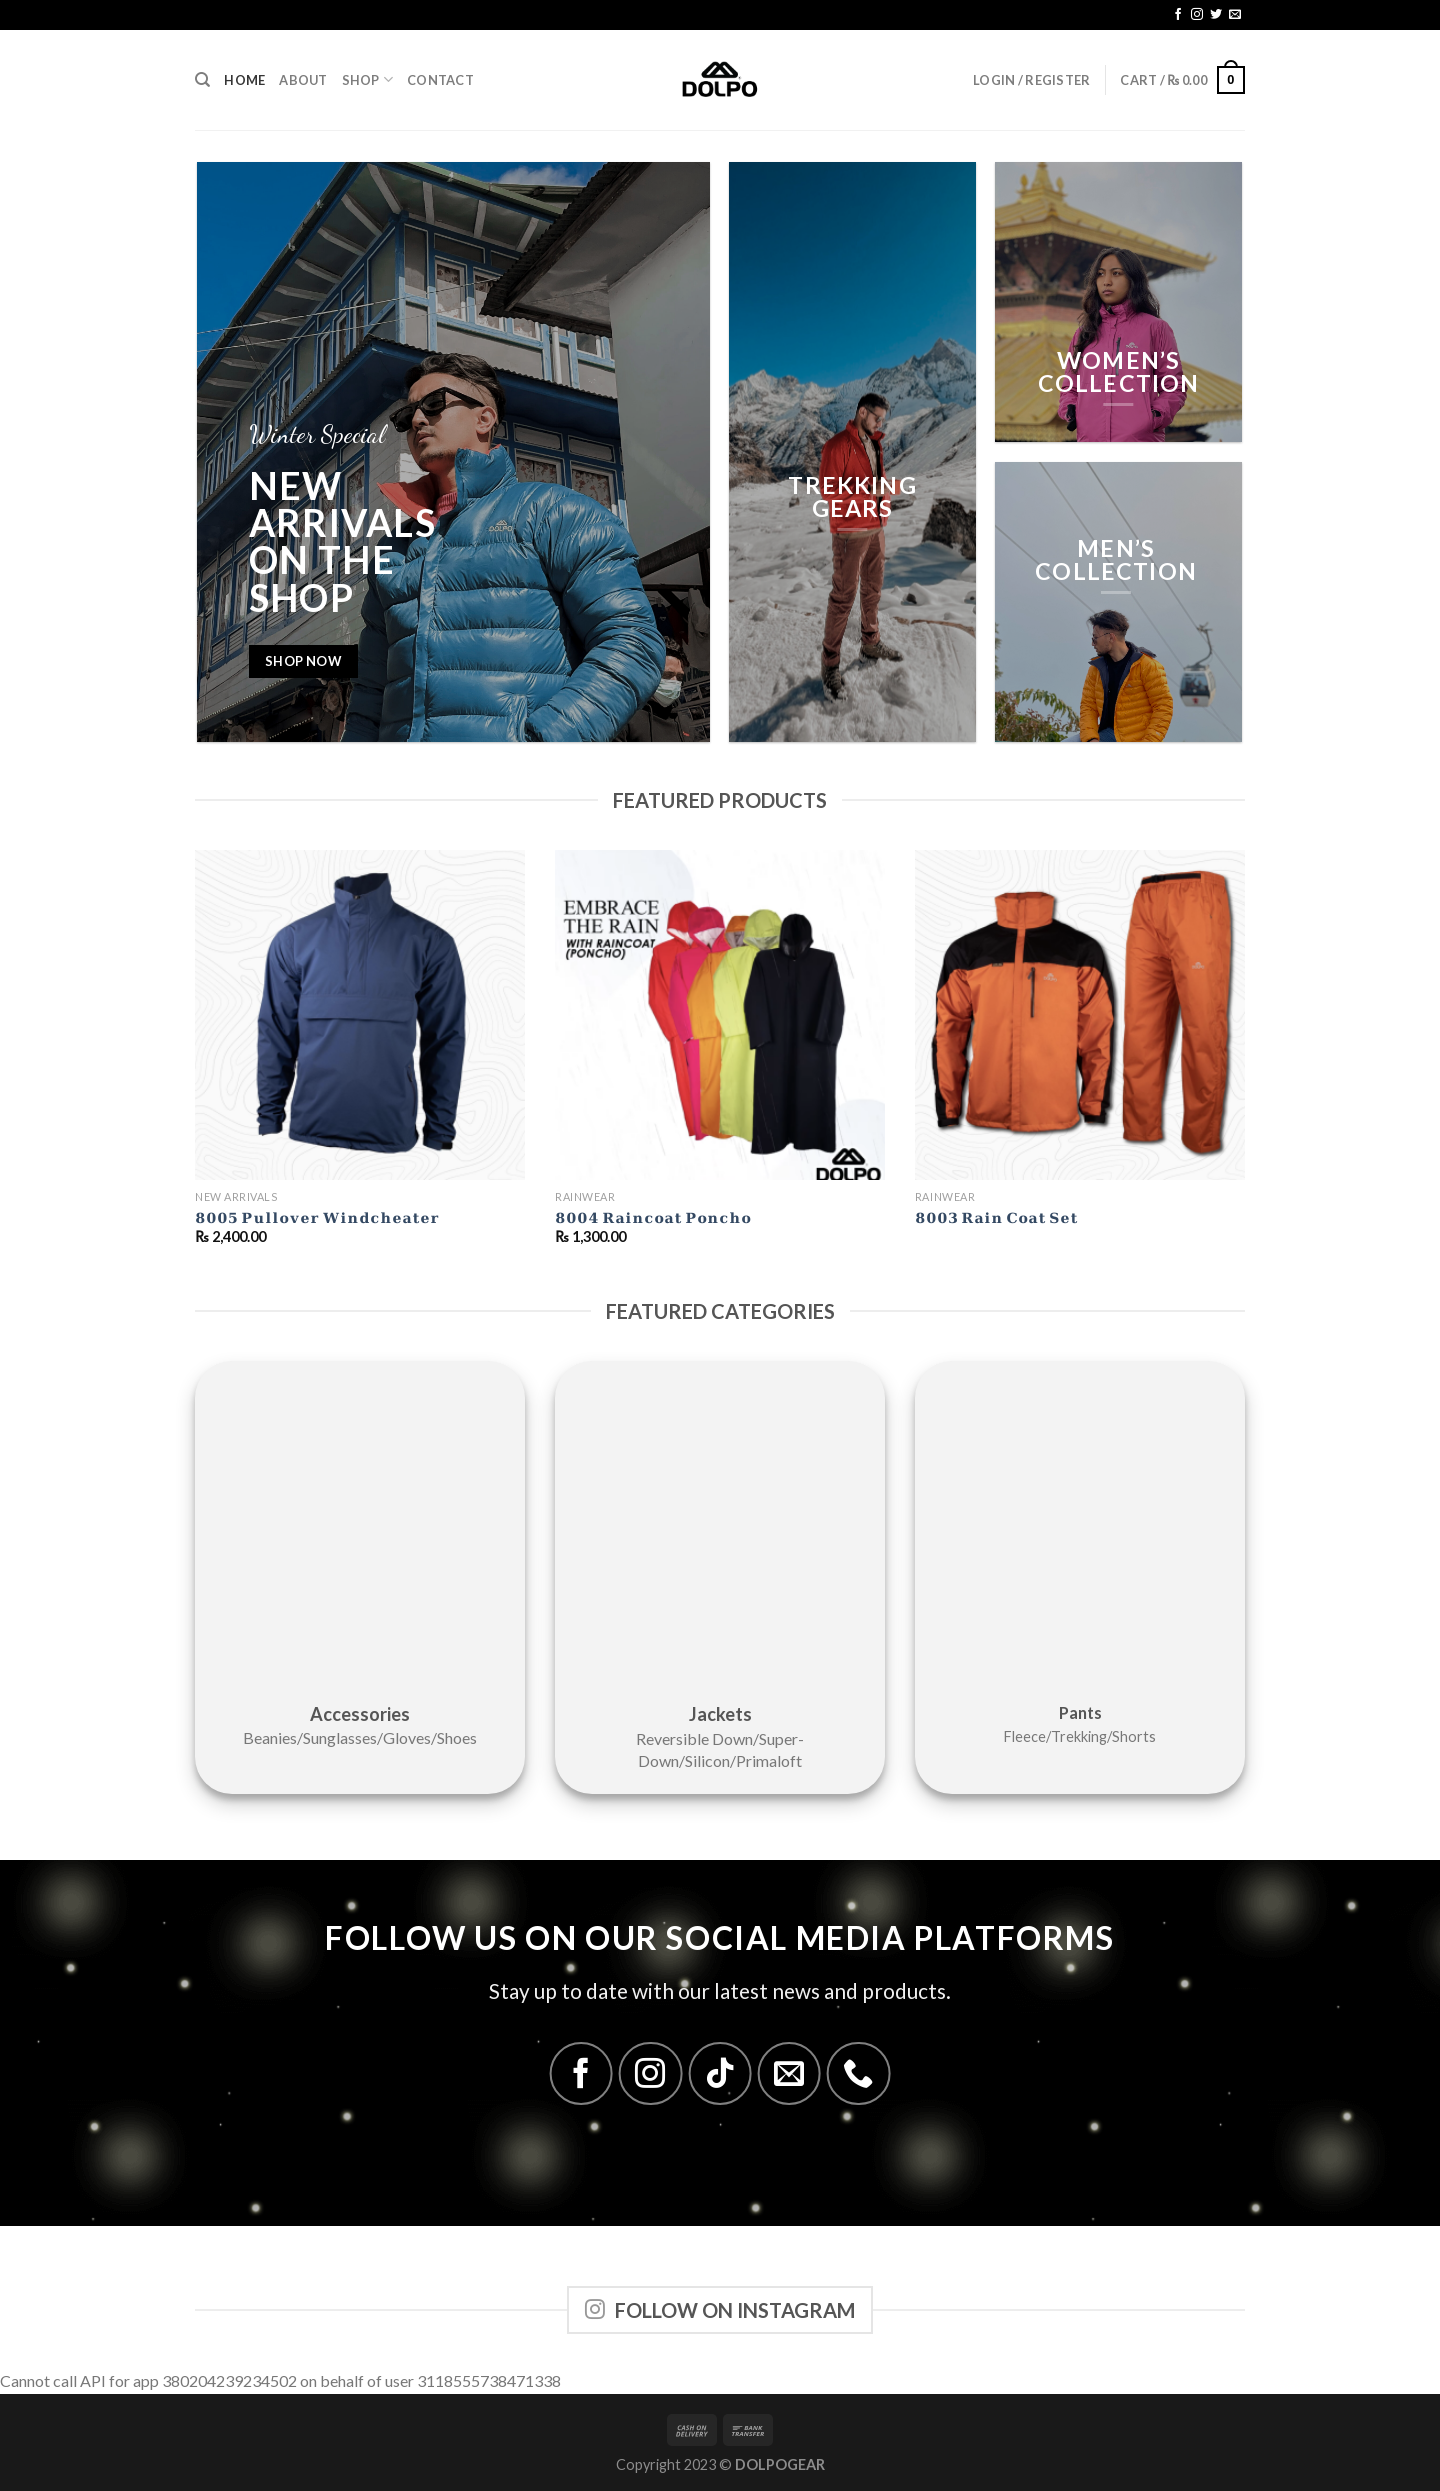 HOME ABOUT SHOP CONTACT
DOLPO
LOGIN / REGISTER
CART / ₨ 0.00 0
Winter Special
NEW
ARRIVALS
ON THE
SHOP
SHOP NOW
DOLPO
TREKKING
GEARS
WOMEN’S
COLLECTION
MEN’S
COLLECTION
FEATURED PRODUCTS
EMBRACE
THE RAIN
WITH RAINCOAT
(PONCHO)
DOLPO
NEW ARRIVALS
8005 Pullover Windcheater
₨ 2,400.00
RAINWEAR
8004 Raincoat Poncho
₨ 1,300.00
RAINWEAR
8003 Rain Coat Set
FEATURED CATEGORIES
Accessories
Beanies/Sunglasses/Gloves/Shoes
Jackets
Reversible Down/Super-
Down/Silicon/Primaloft
Pants
Fleece/Trekking/Shorts
FOLLOW US ON OUR SOCIAL MEDIA PLATFORMS
Stay up to date with our latest news and products.
FOLLOW ON INSTAGRAM
Cannot call API for app 380204239234502 on behalf of user 3118555738471338
CASH ON
DELIVERY
BANK
TRANSFER
Copyright 2023 © DOLPOGEAR